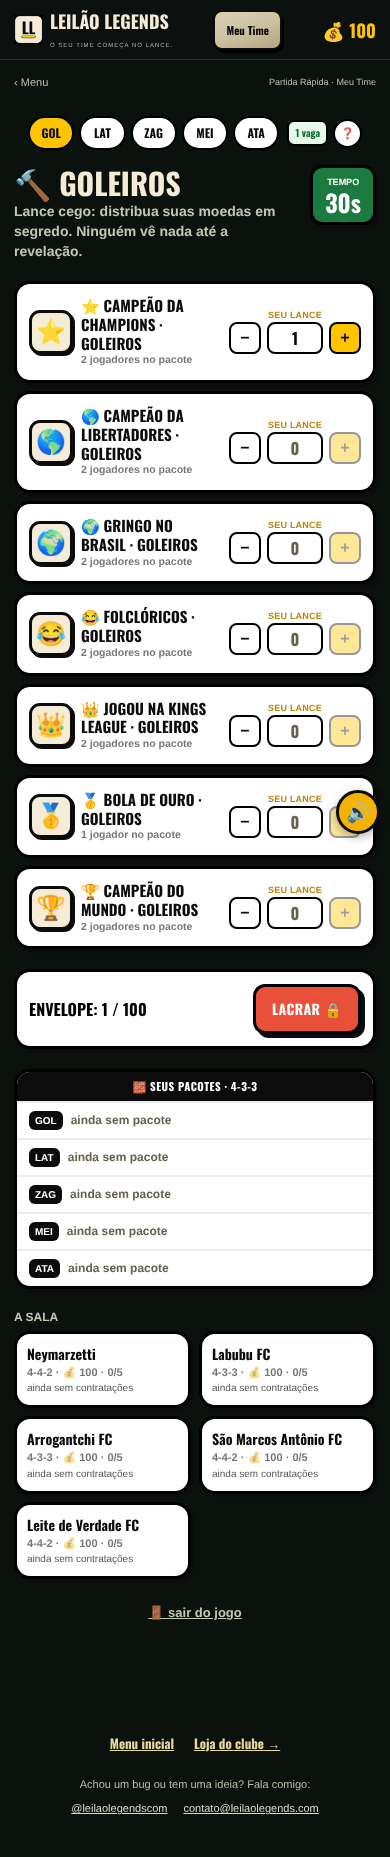 LL LEILÃO LEGENDS
O SEU TIME COMEÇA NO LANCE.
Meu Time
💰 100
‹ Menu
Partida Rápida · Meu Time
GOL LAT ZAG MEI ATA 1 vaga ❓
🔨 GOLEIROS
Lance cego: distribua suas moedas em
segredo. Ninguém vê nada até a
revelação.
TEMPO
30s
⭐ CAMPEÃO DA
CHAMPIONS ·
GOLEIROS
2 jogadores no pacote
SEU LANCE
− 1 +
🌎 CAMPEÃO DA
LIBERTADORES ·
GOLEIROS
2 jogadores no pacote
SEU LANCE
− 0 +
🌍 GRINGO NO
BRASIL · GOLEIROS
2 jogadores no pacote
SEU LANCE
− 0 +
😂 FOLCLÓRICOS ·
GOLEIROS
2 jogadores no pacote
SEU LANCE
− 0 +
👑 JOGOU NA KINGS
LEAGUE · GOLEIROS
2 jogadores no pacote
SEU LANCE
− 0 +
🥇 BOLA DE OURO ·
GOLEIROS
1 jogador no pacote
SEU LANCE
− 0
🏆 CAMPEÃO DO
MUNDO · GOLEIROS
2 jogadores no pacote
SEU LANCE
− 0 +
ENVELOPE: 1 / 100
LACRAR 🔒
🧱 SEUS PACOTES · 4-3-3
GOL ainda sem pacote
LAT ainda sem pacote
ZAG ainda sem pacote
MEI ainda sem pacote
ATA ainda sem pacote
A SALA
Neymarzetti
4-4-2 · 💰 100 · 0/5
ainda sem contratações
Labubu FC
4-3-3 · 💰 100 · 0/5
ainda sem contratações
Arrogantchi FC
4-3-3 · 💰 100 · 0/5
ainda sem contratações
São Marcos Antônio FC
4-4-2 · 💰 100 · 0/5
ainda sem contratações
Leite de Verdade FC
4-4-2 · 💰 100 · 0/5
ainda sem contratações
🚪 sair do jogo
Menu inicial Loja do clube →
Achou um bug ou tem uma ideia? Fala comigo:
@leilaolegendscom contato@leilaolegends.com